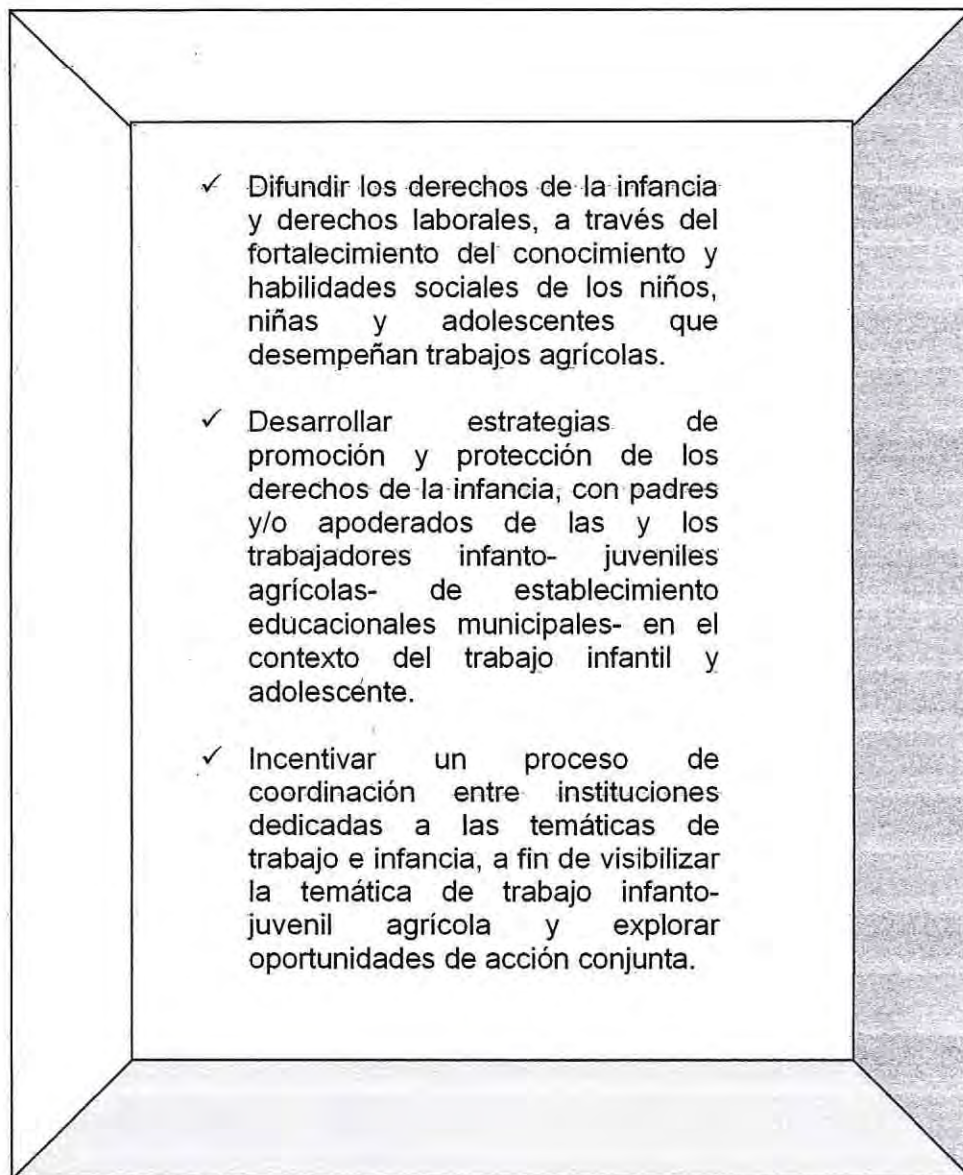 ✓ Difundir los derechos de la infancia
y derechos laborales, a través del
fortalecimiento del conocimiento y
habilidades sociales de los niños,
niñas y adolescentes que
desempeñan trabajos agrícolas.
✓ Desarrollar estrategias de
promoción y protección de los
derechos de la infancia, con padres
y/o apoderados de las y los
trabajadores infanto- juveniles
agrícolas- de establecimiento
educacionales municipales- en el
contexto del trabajo infantil y
adolescente.
✓ Incentivar un proceso de
coordinación entre instituciones
dedicadas a las temáticas de
trabajo e infancia, a fin de visibilizar
la temática de trabajo infanto-
juvenil agrícola y explorar
oportunidades de acción conjunta.